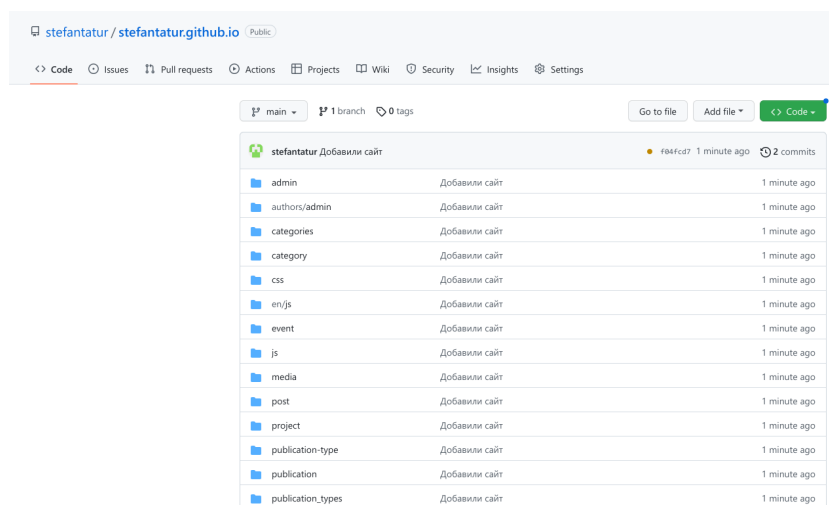 stefantatur / stefantatur.github.io Public
Code Issues Pull requests Actions Projects Wiki Security Insights Settings
main 1 branch 0 tags Go to file Add file Code
stefantatur Добавили сайт f04fcd7 1 minute ago 2 commits
admin Добавили сайт 1 minute ago
authors/admin Добавили сайт 1 minute ago
categories Добавили сайт 1 minute ago
category Добавили сайт 1 minute ago
css Добавили сайт 1 minute ago
en/js Добавили сайт 1 minute ago
event Добавили сайт 1 minute ago
js Добавили сайт 1 minute ago
media Добавили сайт 1 minute ago
post Добавили сайт 1 minute ago
project Добавили сайт 1 minute ago
publication-type Добавили сайт 1 minute ago
publication Добавили сайт 1 minute ago
publication_types Добавили сайт 1 minute ago